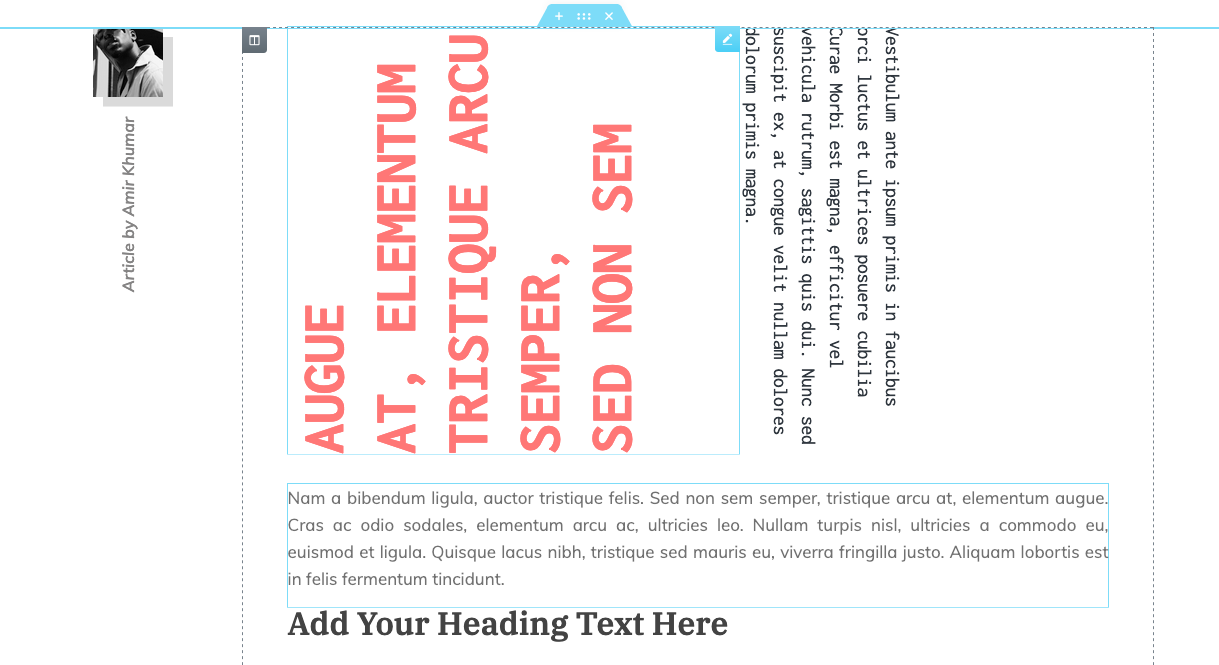 Article by Amir Khumar
AUGUE
AT, ELEMENTUM
TRISTIQUE ARCU
SEMPER,
SED NON SEM
Vestibulum ante ipsum primis in faucibus
orci luctus et ultrices posuere cubilia
Curae Morbi est magna, efficitur vel
vehicula rutrum, sagittis quis dui. Nunc sed
suscipit ex, at congue velit nullam dolores
dolorum primis magna.
Nam a bibendum ligula, auctor tristique felis. Sed non sem semper, tristique arcu at, elementum augue.
Cras ac odio sodales, elementum arcu ac, ultricies leo. Nullam turpis nisl, ultricies a commodo eu,
euismod et ligula. Quisque lacus nibh, tristique sed mauris eu, viverra fringilla justo. Aliquam lobortis est
in felis fermentum tincidunt.
Add Your Heading Text Here